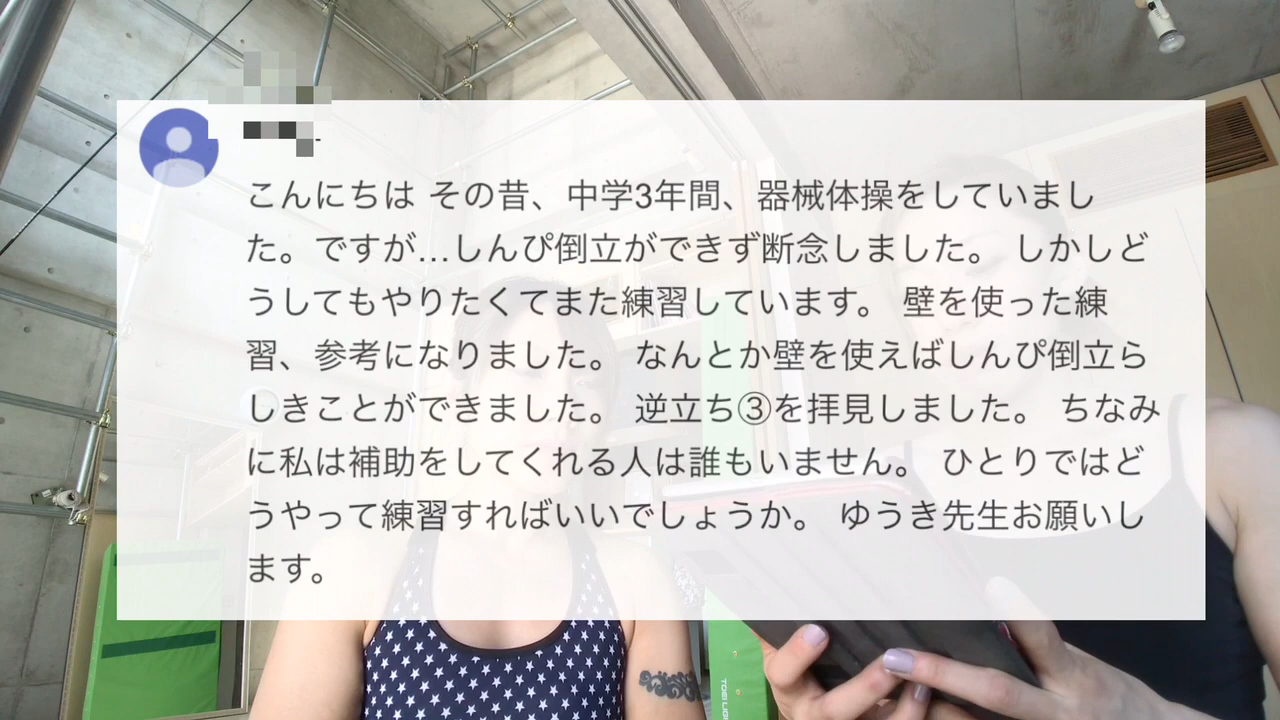 こんにちは その昔、中学3年間、器械体操をしていまし
た。ですが…しんぴ倒立ができず断念しました。 しかしど
うしてもやりたくてまた練習しています。 壁を使った練
習、参考になりました。 なんとか壁を使えばしんぴ倒立ら
しきことができました。 逆立ち③を拝見しました。 ちなみ
に私は補助をしてくれる人は誰もいません。 ひとりではど
うやって練習すればいいでしょうか。 ゆうき先生お願いし
ます。
TOEI LIGHT